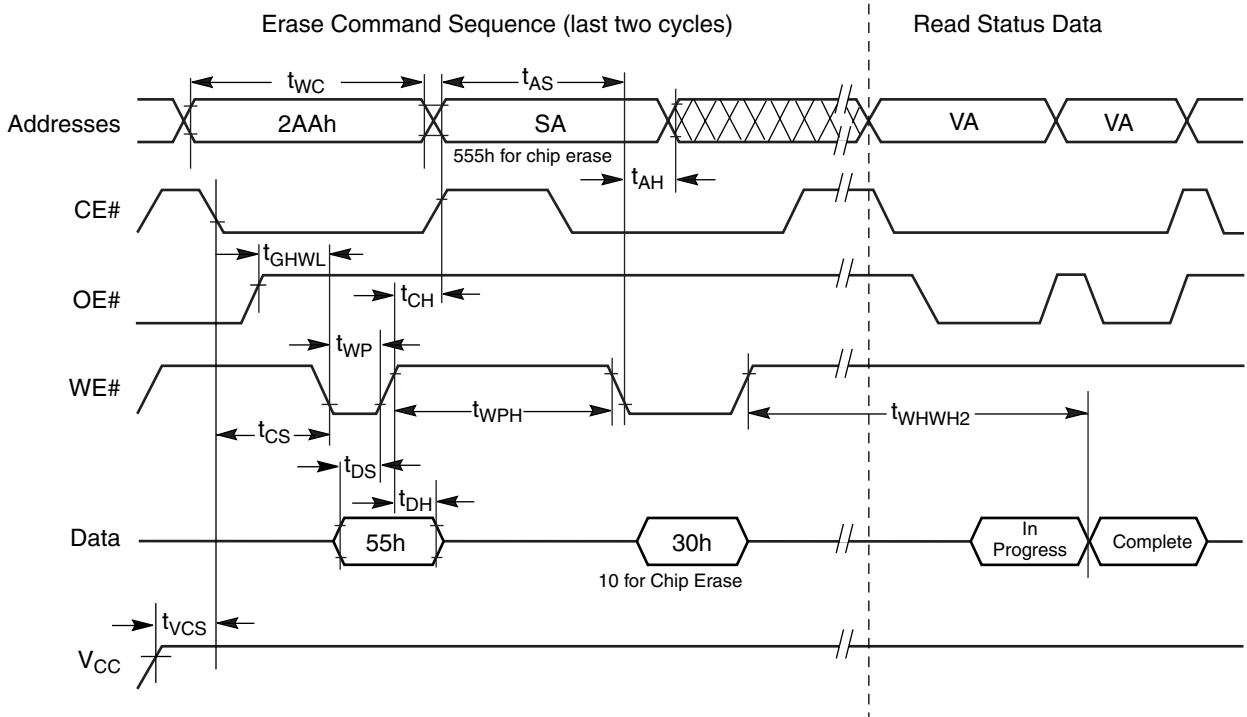 Erase Command Sequence (last two cycles) Read Status Data
tWC tAS
Addresses 2AAh SA VA VA
555h for chip erase
tAH
CE#
tGHWL
OE#
tCH
tWP
WE#
tWPH tWHWH2
tCS
tDS
tDH
Data 55h 30h In Progress Complete
10 for Chip Erase
tVCS
VCC